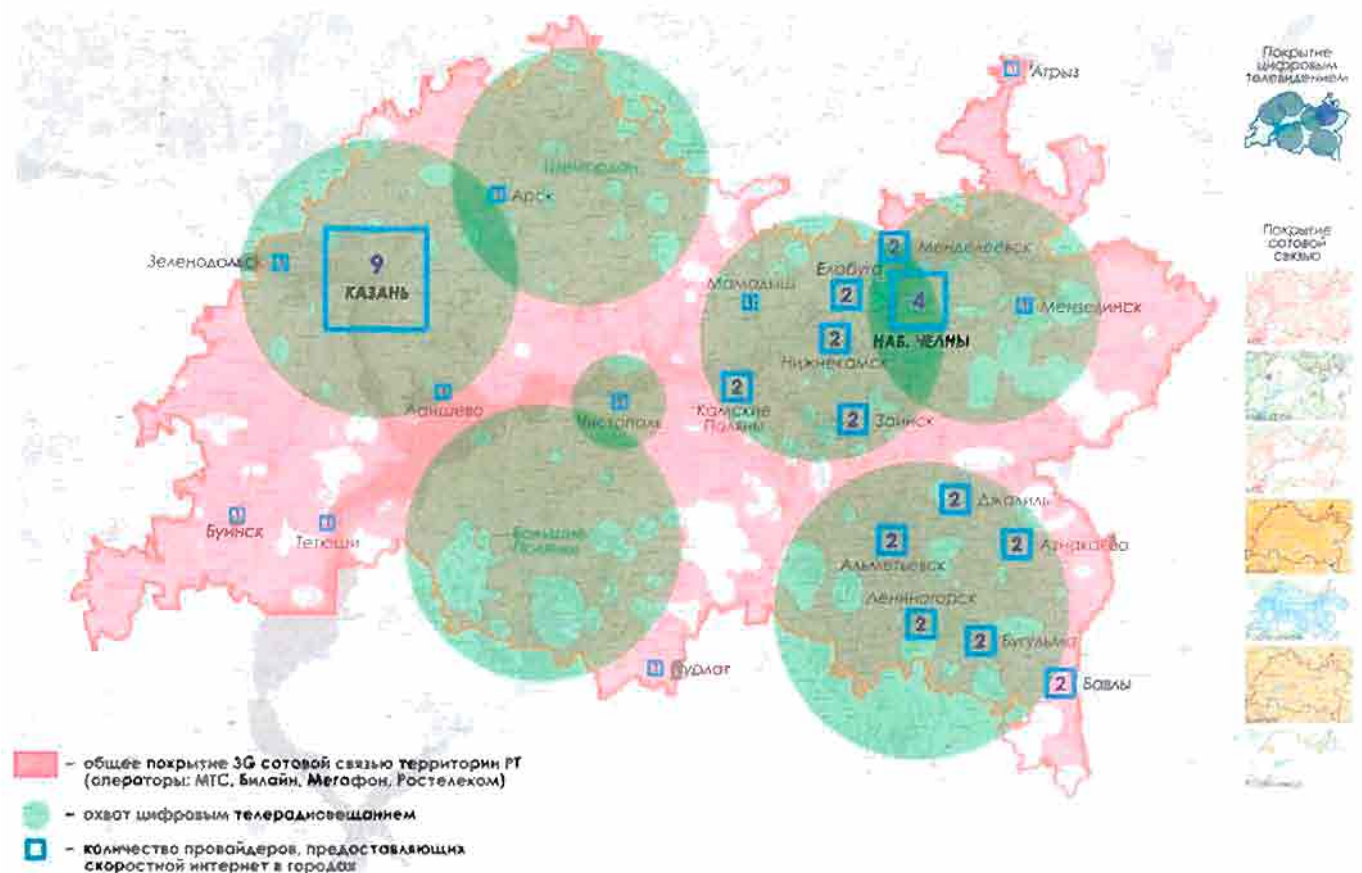 Покрытие
цифровым
телевидением
Агрыз
Шемордан
Арск
Покрытие
сотовой
связью
Зеленодольск
9
КАЗАНЬ
2
Менделеевск
Елабуга
Мамадыш
2
4
Мензелинск
2
НАБ. ЧЕЛНЫ
Нижнекамск
Лаишево
Чистополь
2
Камские
Поляны
2
Заинск
2
Джалиль
Буинск
Тетюши
2
Альметьевск
2
Азнакаево
Лениногорск
2
2
Бугульма
Нурлат
2
Бавлы
– общее покрытие 3G сотовой связью территории РТ
(операторы: МТС, Билайн, Мегафон, Ростелеком)
– охват цифровым телерадиовещанием
– количество провайдеров, предоставляющих
скоростной интернет в городах